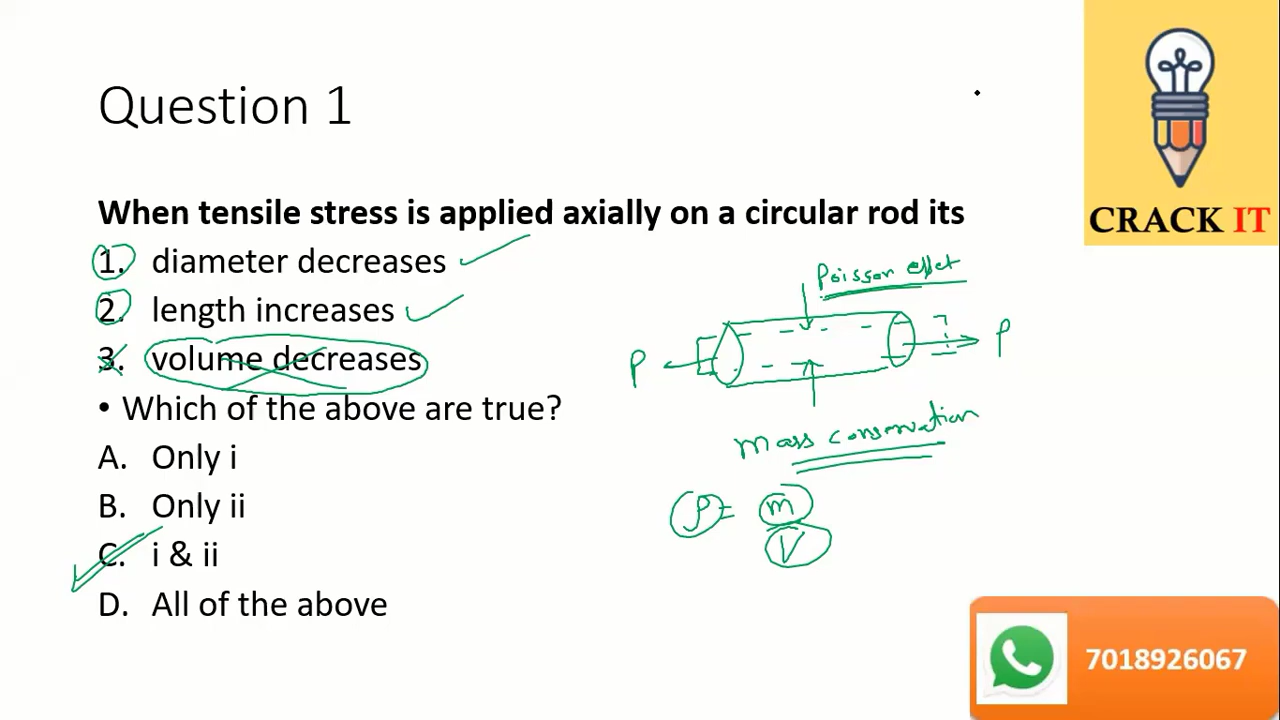 Question 1
CRACK IT
When tensile stress is applied axially on a circular rod its
1. diameter decreases
2. length increases
3. volume decreases
• Which of the above are true?
A. Only i
B. Only ii
C. i & ii
D. All of the above
Poisson effet
P
P
mass conservation
ρ = m
V
7018926067